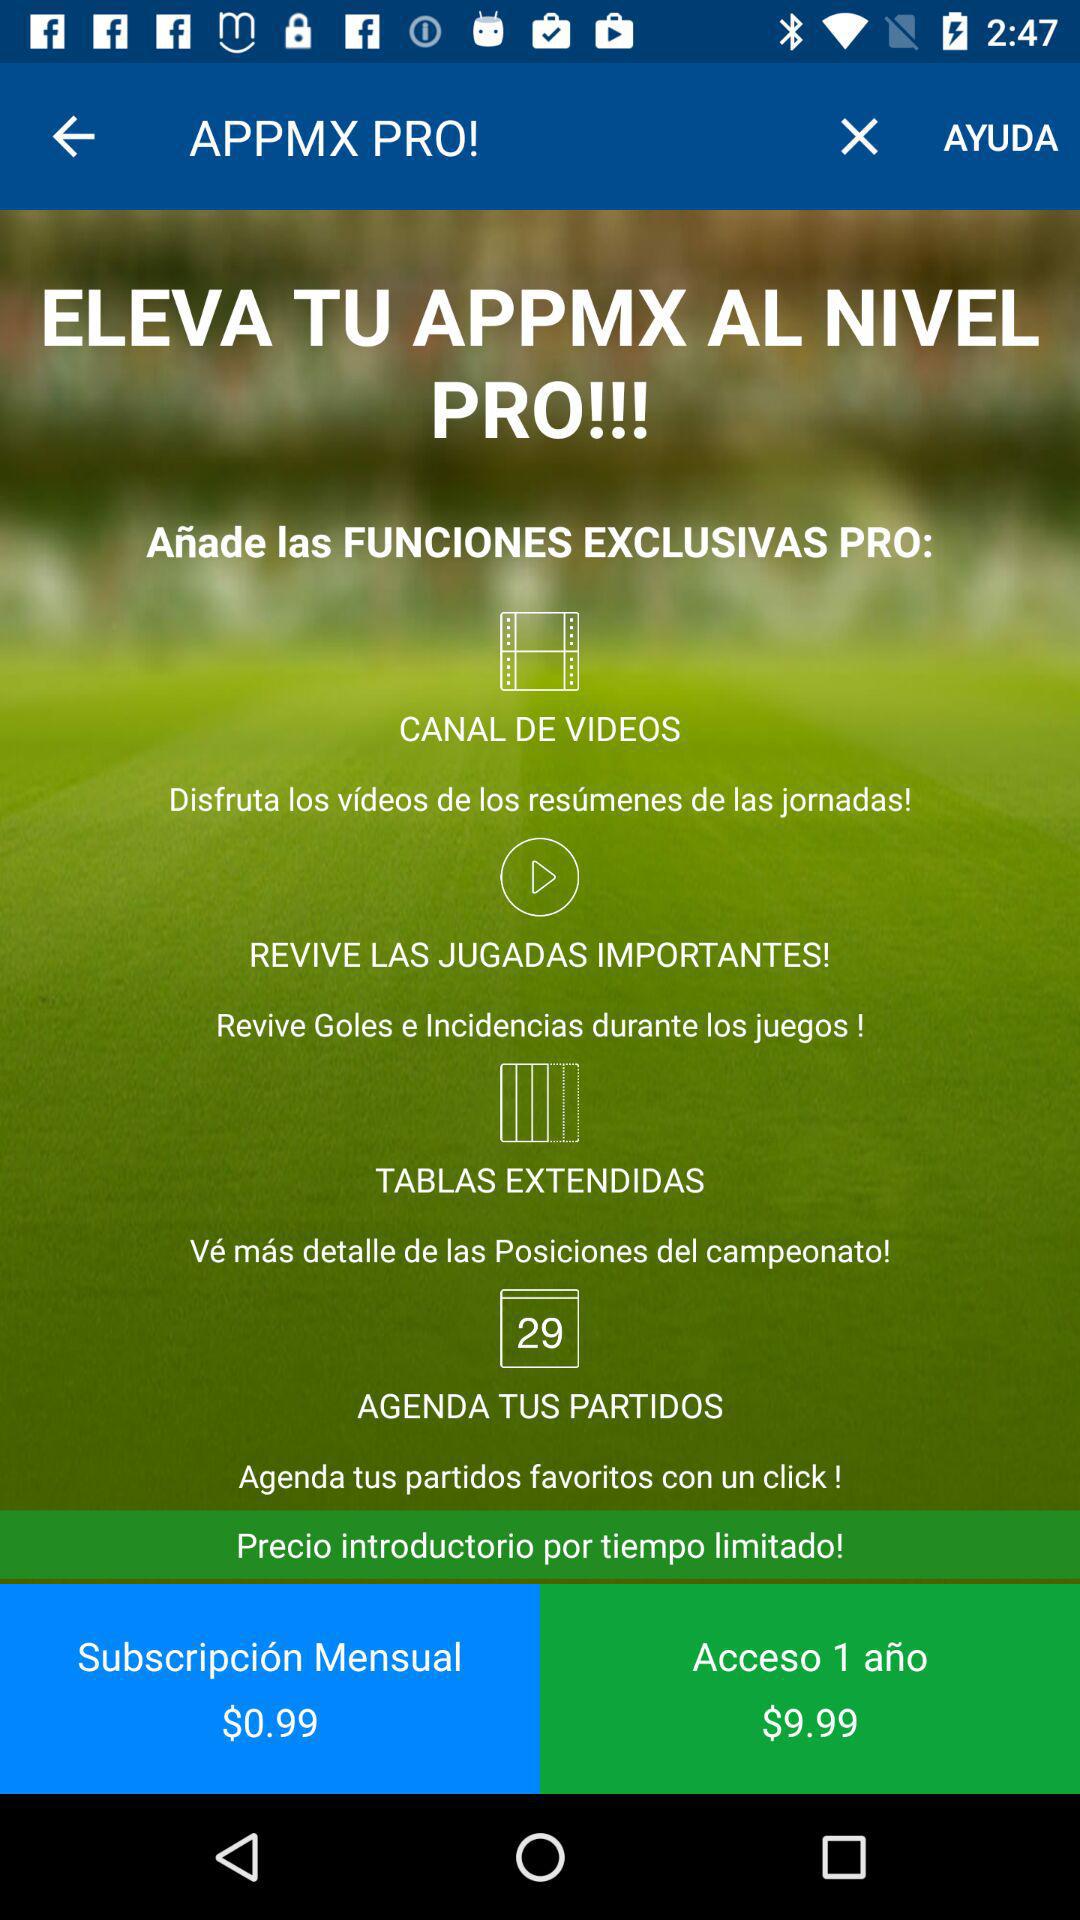 2:47
APPMX PRO!
AYUDA
ELEVA TU APPMX AL NIVEL
PRO!!!
Añade las FUNCIONES EXCLUSIVAS PRO:
CANAL DE VIDEOS
Disfruta los vídeos de los resúmenes de las jornadas!
REVIVE LAS JUGADAS IMPORTANTES!
Revive Goles e Incidencias durante los juegos !
TABLAS EXTENDIDAS
Vé más detalle de las Posiciones del campeonato!
29
AGENDA TUS PARTIDOS
Agenda tus partidos favoritos con un click !
Precio introductorio por tiempo limitado!
Subscripción Mensual
$0.99
Acceso 1 año
$9.99